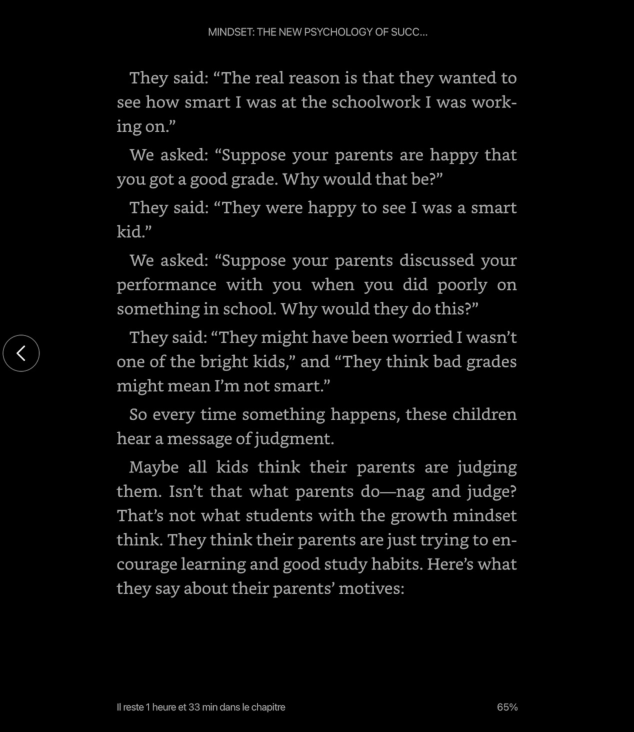 MINDSET: THE NEW PSYCHOLOGY OF SUCC...
They said: “The real reason is that they wanted to
see how smart I was at the schoolwork I was work-
ing on.”
We asked: “Suppose your parents are happy that
you got a good grade. Why would that be?”
They said: “They were happy to see I was a smart
kid.”
We asked: “Suppose your parents discussed your
performance with you when you did poorly on
something in school. Why would they do this?”
They said: “They might have been worried I wasn’t
one of the bright kids,” and “They think bad grades
might mean I’m not smart.”
So every time something happens, these children
hear a message of judgment.
Maybe all kids think their parents are judging
them. Isn’t that what parents do—nag and judge?
That’s not what students with the growth mindset
think. They think their parents are just trying to en-
courage learning and good study habits. Here’s what
they say about their parents’ motives:
Il reste 1 heure et 33 min dans le chapitre
65%